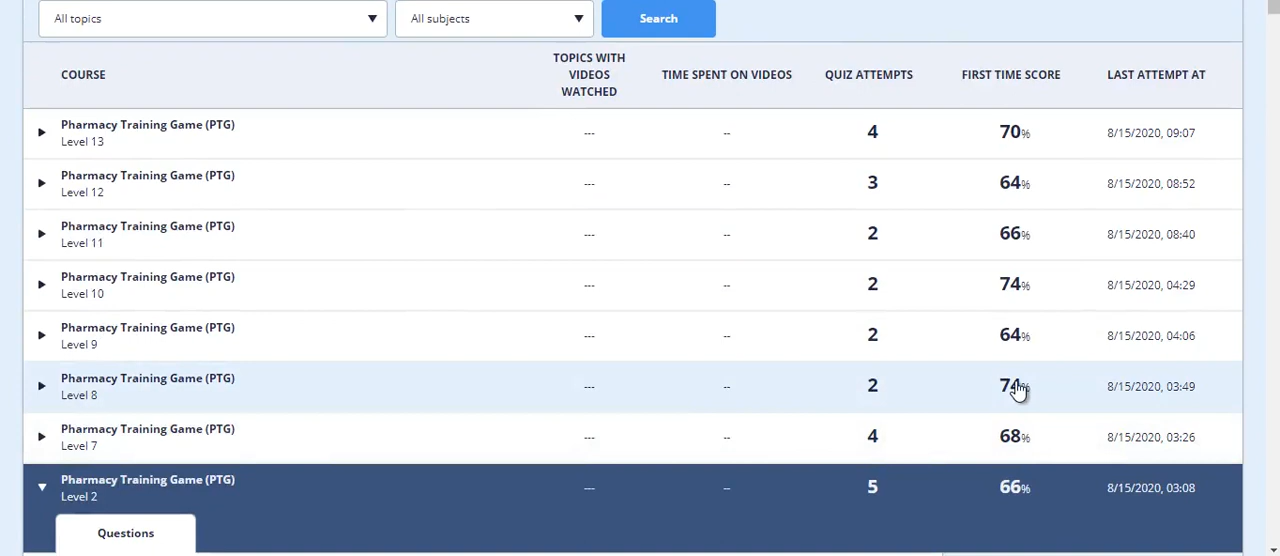 All topics
All subjects
Search
COURSE
TOPICS WITH
VIDEOS
WATCHED
TIME SPENT ON VIDEOS
QUIZ ATTEMPTS
FIRST TIME SCORE
LAST ATTEMPT AT
Pharmacy Training Game (PTG)
Level 13
---
--
4
70%
8/15/2020, 09:07
Pharmacy Training Game (PTG)
Level 12
---
--
3
64%
8/15/2020, 08:52
Pharmacy Training Game (PTG)
Level 11
---
--
2
66%
8/15/2020, 08:40
Pharmacy Training Game (PTG)
Level 10
---
--
2
74%
8/15/2020, 04:29
Pharmacy Training Game (PTG)
Level 9
---
--
2
64%
8/15/2020, 04:06
Pharmacy Training Game (PTG)
Level 8
---
--
2
74%
8/15/2020, 03:49
Pharmacy Training Game (PTG)
Level 7
---
--
4
68%
8/15/2020, 03:26
Pharmacy Training Game (PTG)
Level 2
---
--
5
66%
8/15/2020, 03:08
Questions